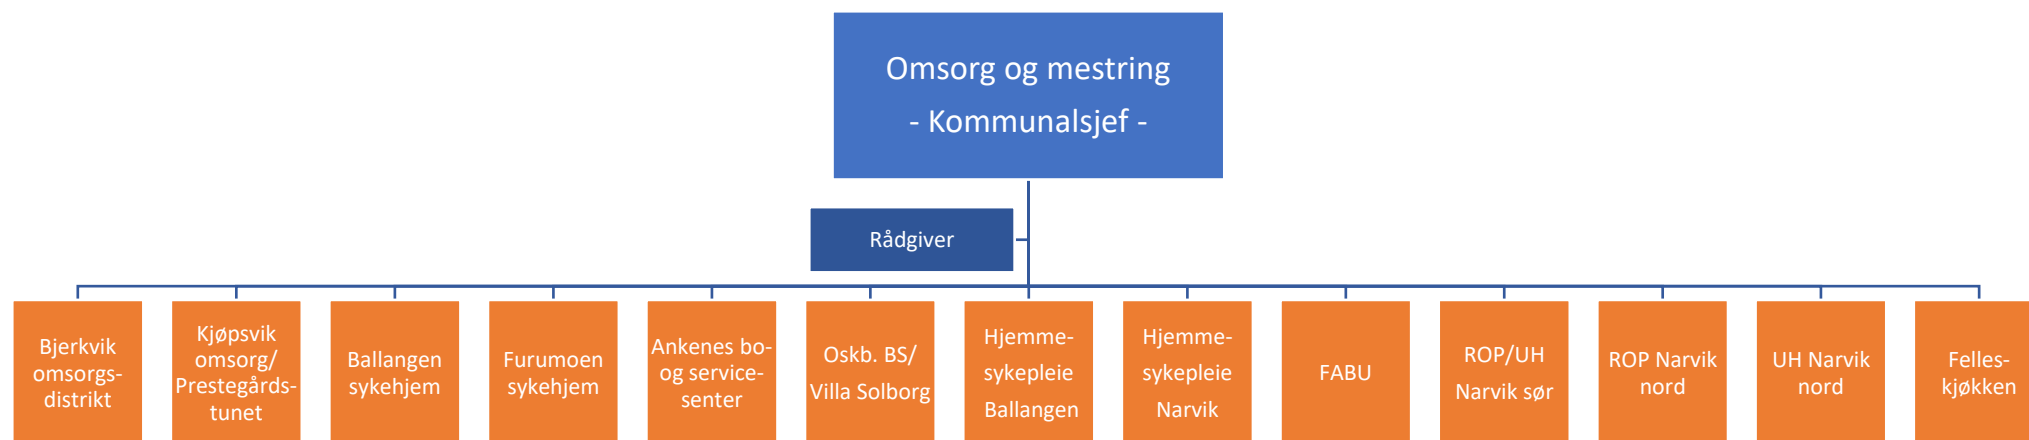 Omsorg og mestring
- Kommunalsjef -
Rådgiver
Bjerkvik
omsorgs-
distrikt
Kjøpsvik
omsorg/
Prestegårds-
tunet
Ballangen
sykehjem
Furumoen
sykehjem
Ankenes bo-
og service-
senter
Oskb. BS/
Villa Solborg
Hjemme-
sykepleie
Ballangen
Hjemme-
sykepleie
Narvik
FABU
ROP/UH
Narvik sør
ROP Narvik
nord
UH Narvik
nord
Felles-
kjøkken